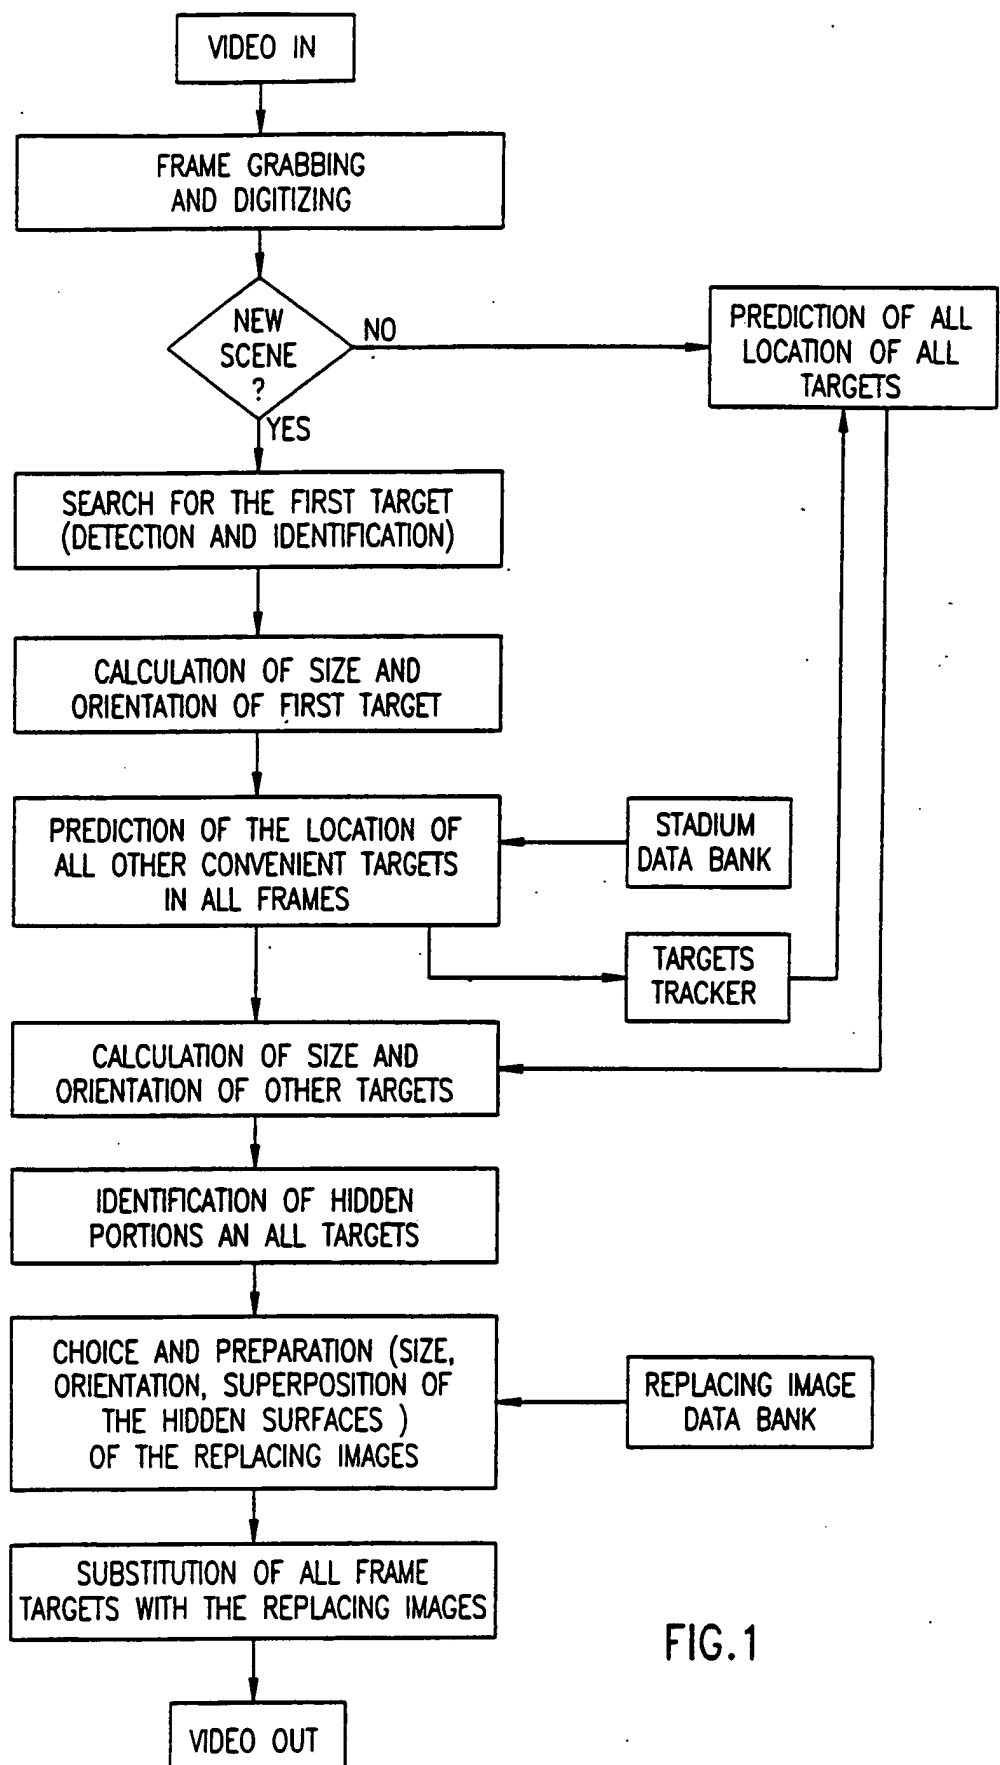 VIDEO IN
FRAME GRABBING
AND DIGITIZING
NEW
SCENE
?
NO
YES
PREDICTION OF ALL
LOCATION OF ALL
TARGETS
SEARCH FOR THE FIRST TARGET
(DETECTION AND IDENTIFICATION)
CALCULATION OF SIZE AND
ORIENTATION OF FIRST TARGET
PREDICTION OF THE LOCATION OF
ALL OTHER CONVENIENT TARGETS
IN ALL FRAMES
STADIUM
DATA BANK
TARGETS
TRACKER
CALCULATION OF SIZE AND
ORIENTATION OF OTHER TARGETS
IDENTIFICATION OF HIDDEN
PORTIONS AN ALL TARGETS
CHOICE AND PREPARATION (SIZE,
ORIENTATION, SUPERPOSITION OF
THE HIDDEN SURFACES )
OF THE REPLACING IMAGES
REPLACING IMAGE
DATA BANK
SUBSTITUTION OF ALL FRAME
TARGETS WITH THE REPLACING IMAGES
VIDEO OUT
FIG.1